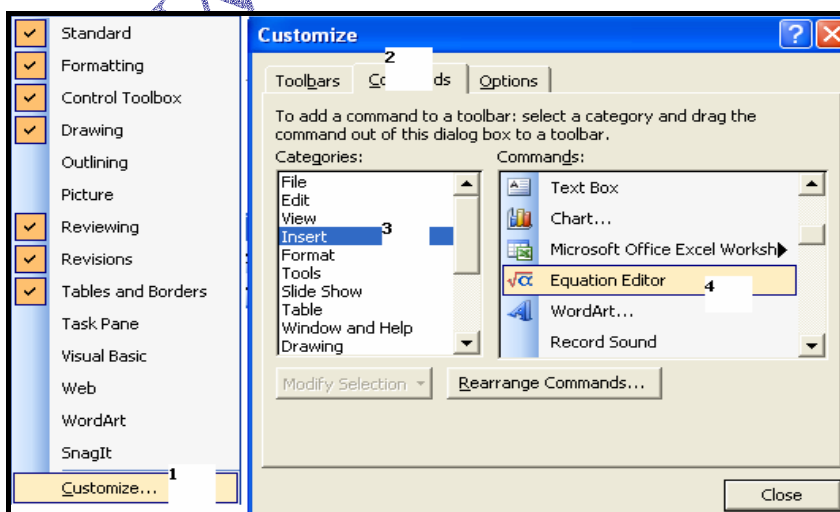 Standard
Formatting
Control Toolbox
Drawing
Outlining
Picture
Reviewing
Revisions
Tables and Borders
Task Pane
Visual Basic
Web
WordArt
SnagIt
Customize...
1
Customize
2
Toolbars Co ds Options
To add a command to a toolbar: select a category and drag the
command out of this dialog box to a toolbar.
Categories:
File
Edit
View
Insert
3
Format
Tools
Slide Show
Table
Window and Help
Drawing
Commands:
Text Box
Chart...
Microsoft Office Excel Worksh
Equation Editor
4
WordArt...
Record Sound
Modify Selection
Rearrange Commands...
Close